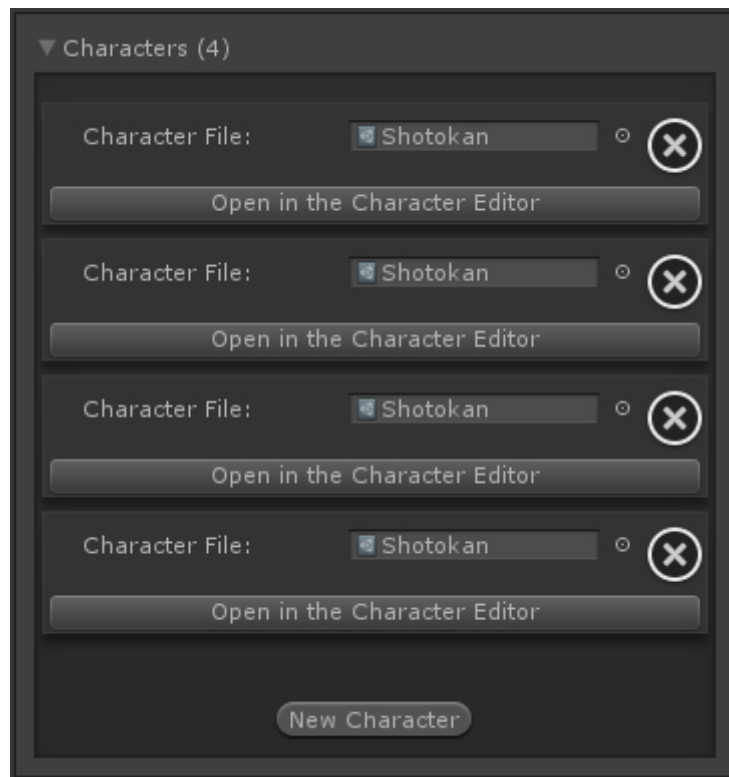 Characters (4)
Character File: Shotokan
Open in the Character Editor
Character File: Shotokan
Open in the Character Editor
Character File: Shotokan
Open in the Character Editor
Character File: Shotokan
Open in the Character Editor
New Character